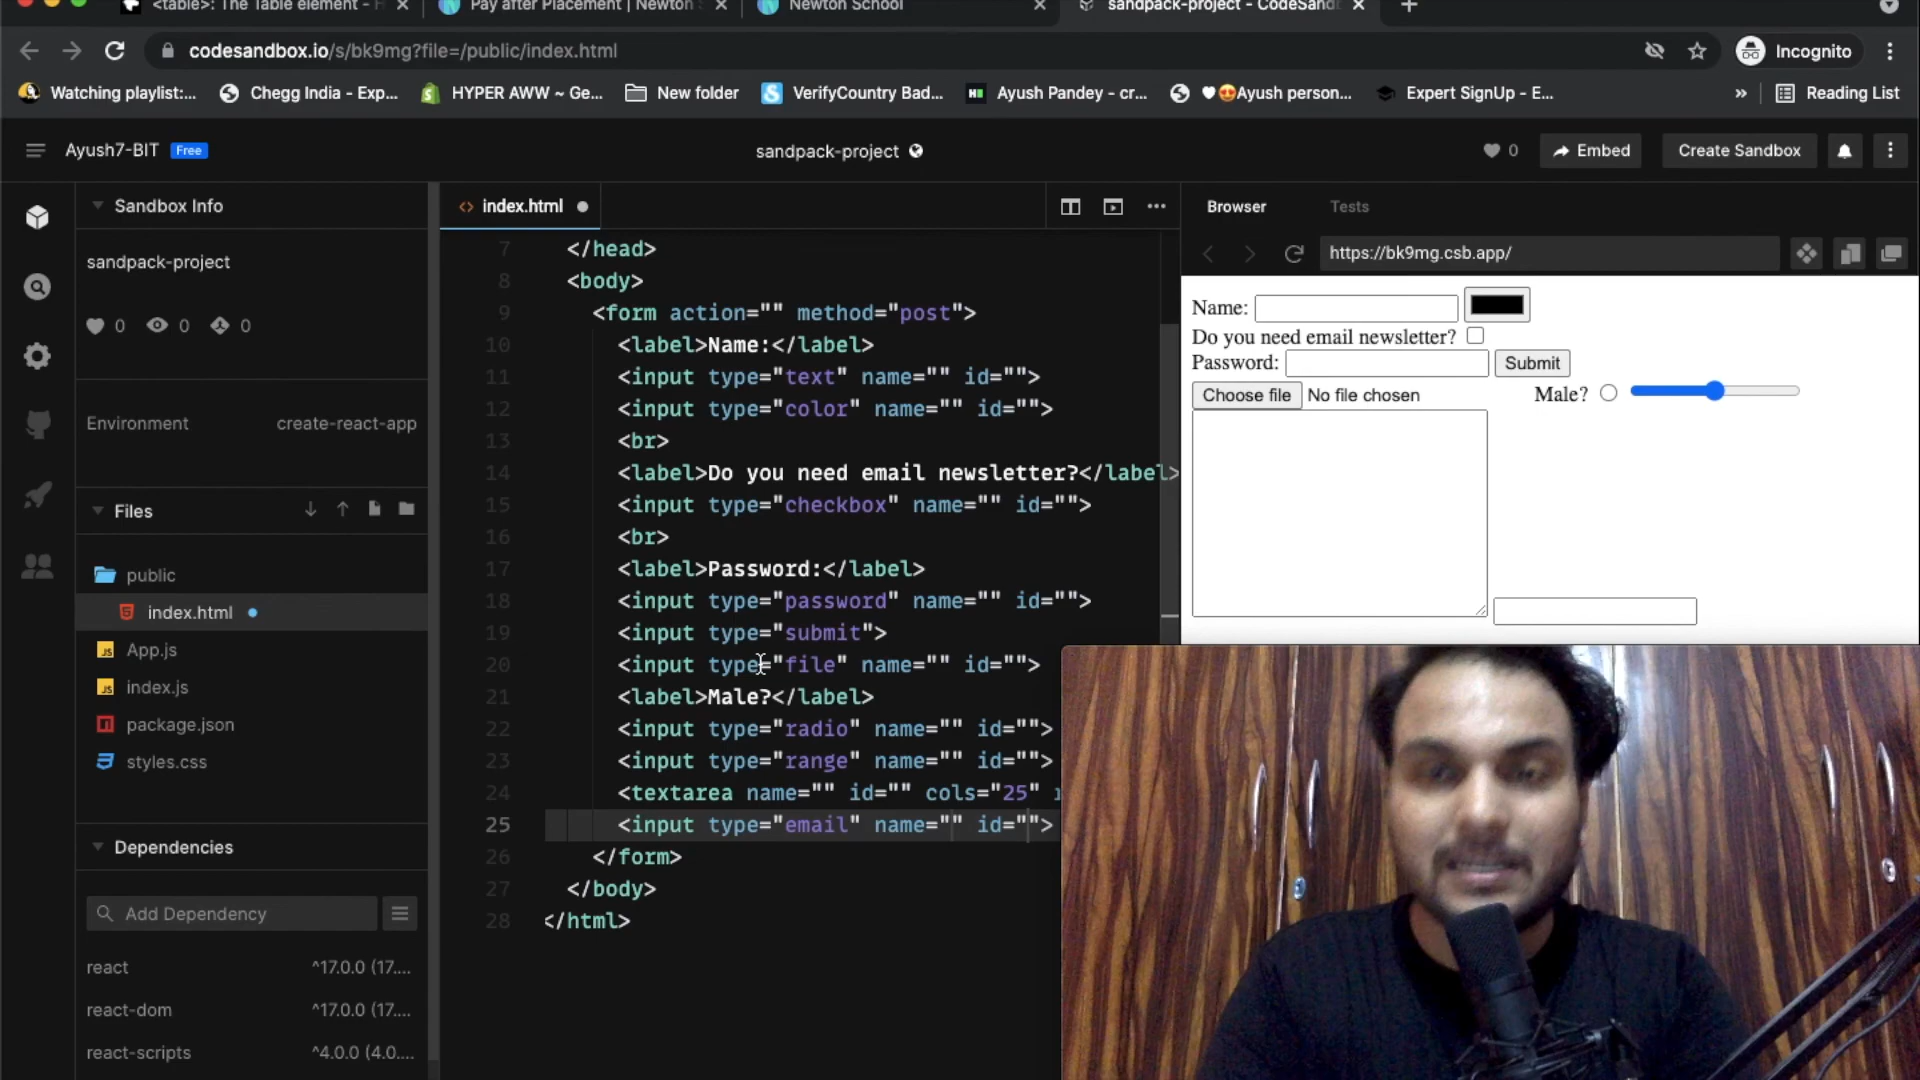 <table>: The Table element - H
Pay after Placement | Newton S
Newton School
sandpack-project - CodeSand
codesandbox.io/s/bk9mg?file=/public/index.html
Incognito
Watching playlist:...
Chegg India - Exp...
HYPER AWW ~ Ge...
New folder
VerifyCountry Bad...
Ayush Pandey - cr...
♥😍Ayush person...
Expert SignUp - E...
»
Reading List
Ayush7-BIT Free
sandpack-project
0
Embed
Create Sandbox
Sandbox Info
sandpack-project
0 0 0
Environment create-react-app
Files
public
index.html
App.js
index.js
package.json
styles.css
Dependencies
Add Dependency
react ^17.0.0 (17....
react-dom ^17.0.0 (17....
react-scripts ^4.0.0 (4.0....
<> index.html
7 </head>
8 <body>
9 <form action="" method="post">
10 <label>Name:</label>
11 <input type="text" name="" id="">
12 <input type="color" name="" id="">
13 <br>
14 <label>Do you need email newsletter?</label>
15 <input type="checkbox" name="" id="">
16 <br>
17 <label>Password:</label>
18 <input type="password" name="" id="">
19 <input type="submit">
20 <input type="file" name="" id="">
21 <label>Male?</label>
22 <input type="radio" name="" id="">
23 <input type="range" name="" id="">
24 <textarea name="" id="" cols="25"
25 <input type="email" name="" id="">
26 </form>
27 </body>
28 </html>
Browser Tests
https://bk9mg.csb.app/
Name:
Do you need email newsletter?
Password: Submit
Choose file No file chosen Male?